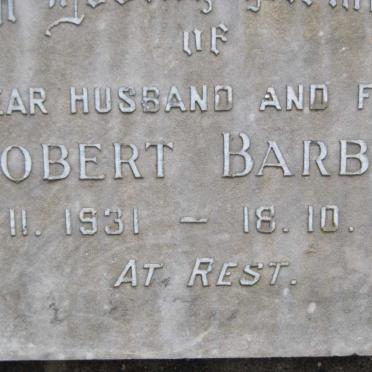 of
EAR HUSBAND AND F
OBERT BARB
11. 1931 — 18. 10.
AT REST.